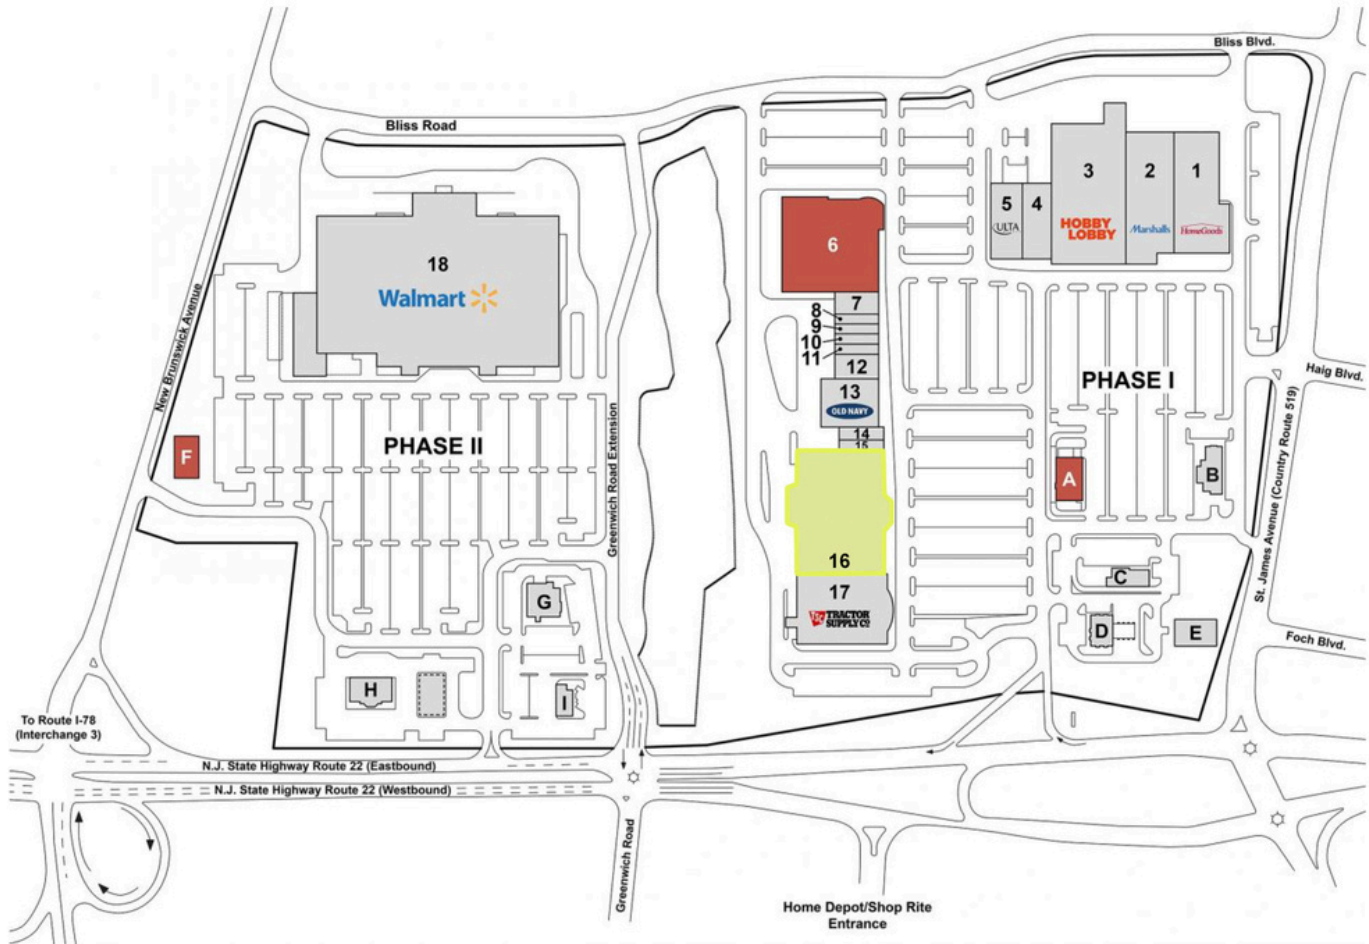 Bliss Blvd.
Bliss Road
3
2
1
5
4
ULTA
HOBBY
LOBBY
Marshalls
HomeGoods
6
18
Walmart
7
8
9
10
11
12
13
OLD NAVY
14
15
PHASE I
PHASE II
New Brunswick Avenue
Greenwich Road Extension
Haig Blvd.
St. James Avenue (Country Route 519)
F
A
B
16
17
TSC TRACTOR
SUPPLY CO
C
D
E
G
H
I
Foch Blvd.
To Route I-78
(Interchange 3)
N.J. State Highway Route 22 (Eastbound)
N.J. State Highway Route 22 (Westbound)
Greenwich Road
Home Depot/Shop Rite
Entrance